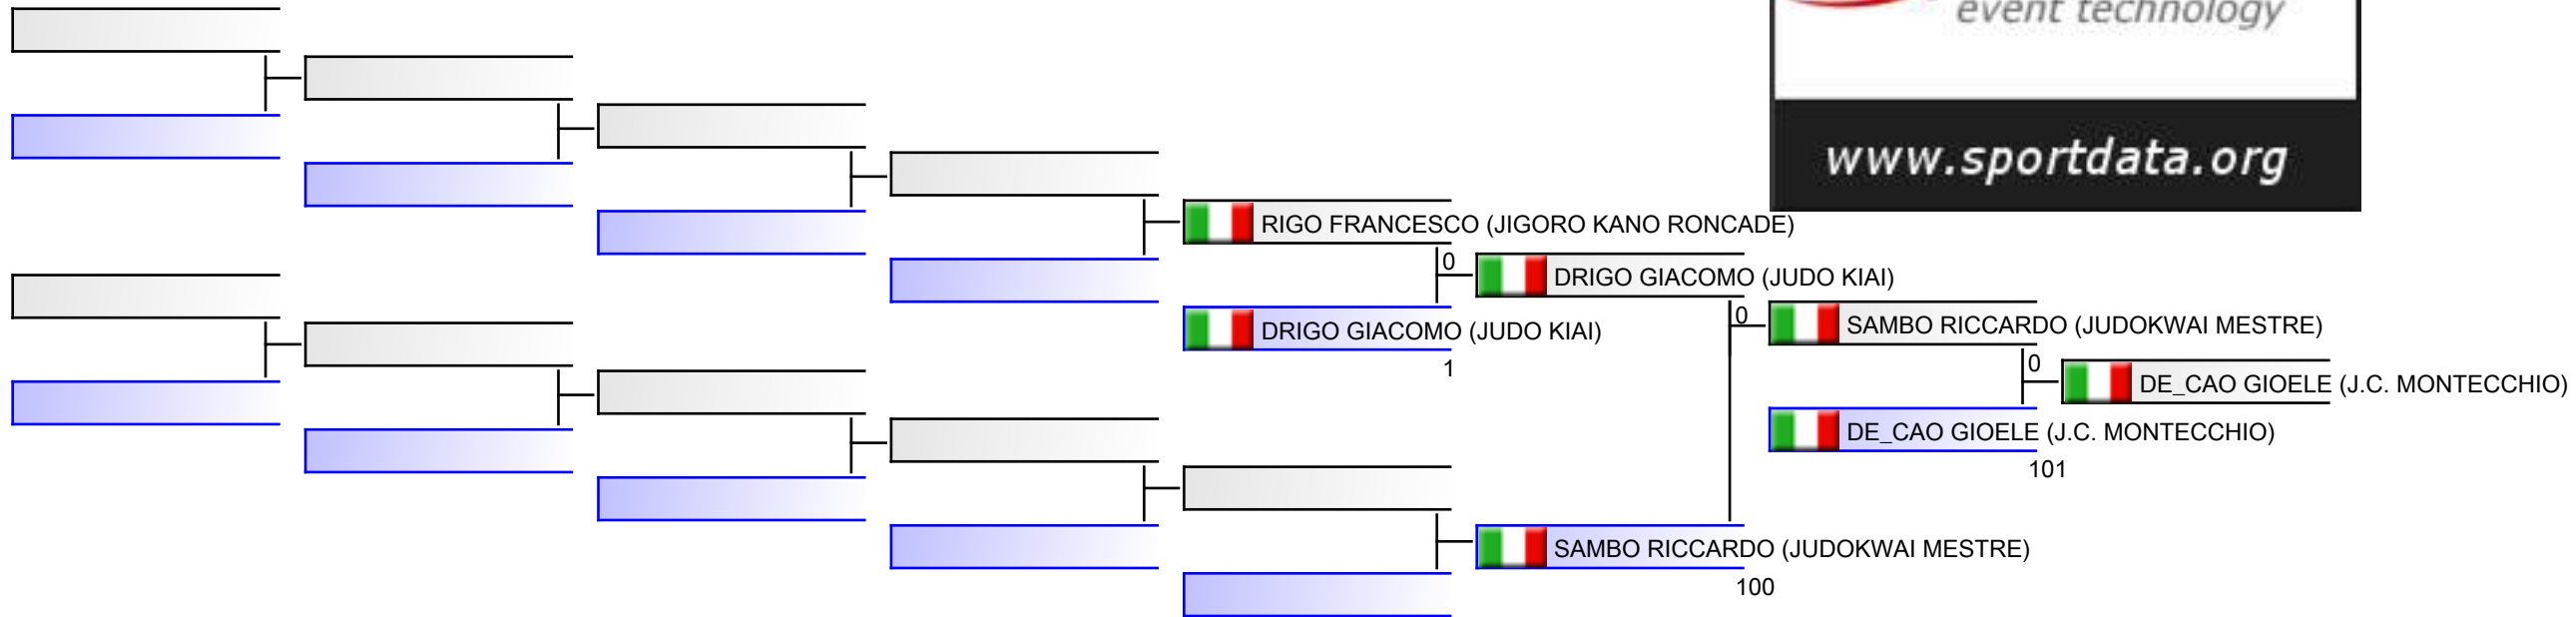 event technology
www.sportdata.org
RIGO FRANCESCO (JIGORO KANO RONCADE)
0
DRIGO GIACOMO (JUDO KIAI)
DRIGO GIACOMO (JUDO KIAI)
1
0
SAMBO RICCARDO (JUDOKWAI MESTRE)
0
DE_CAO GIOELE (J.C. MONTECCHIO)
DE_CAO GIOELE (J.C. MONTECCHIO)
101
SAMBO RICCARDO (JUDOKWAI MESTRE)
100